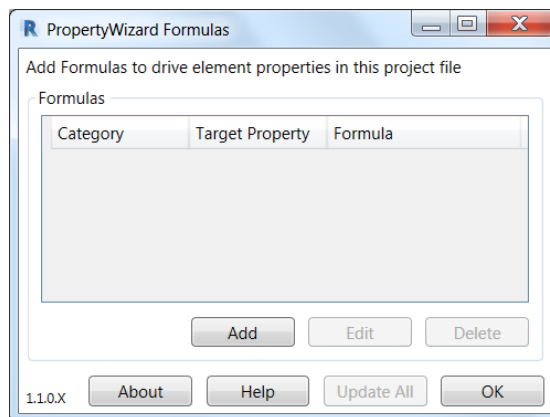 PropertyWizard Formulas
Add Formulas to drive element properties in this project file
Formulas
Category Target Property Formula
Add Edit Delete
1.1.0.X About Help Update All OK